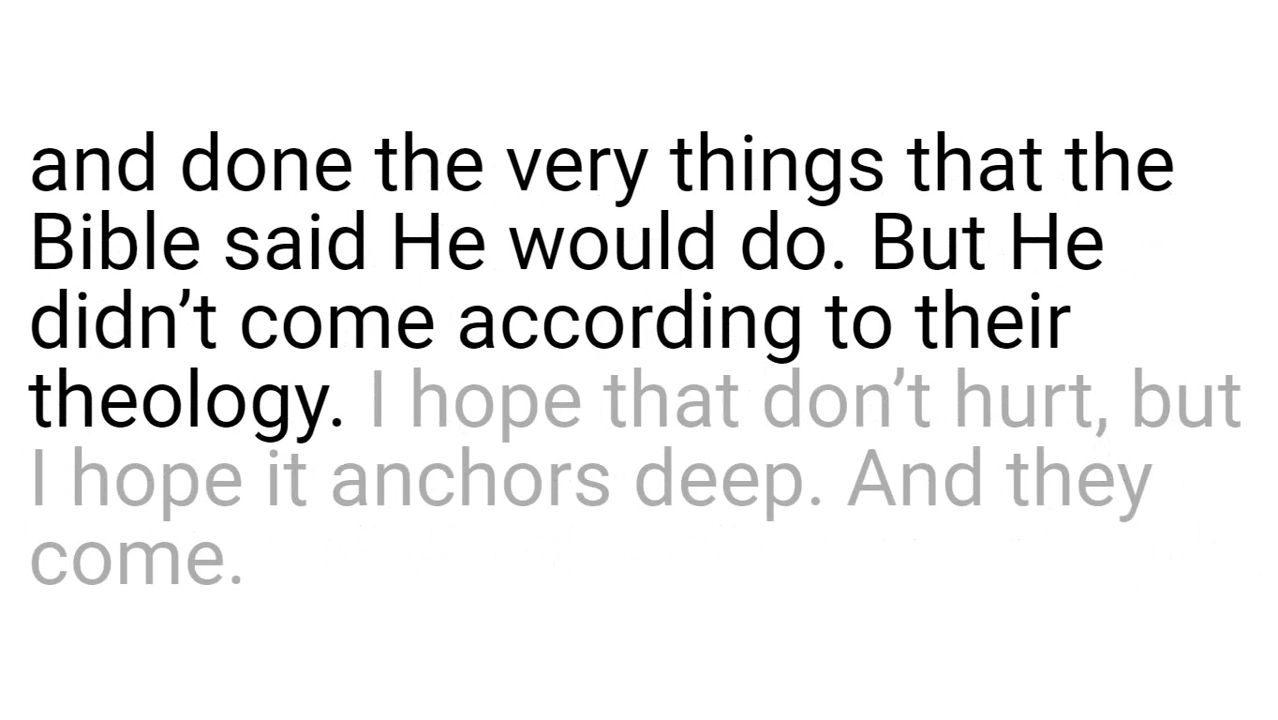 and done the very things that the
Bible said He would do. But He
didn’t come according to their
theology. I hope that don’t hurt, but
I hope it anchors deep. And they
come.